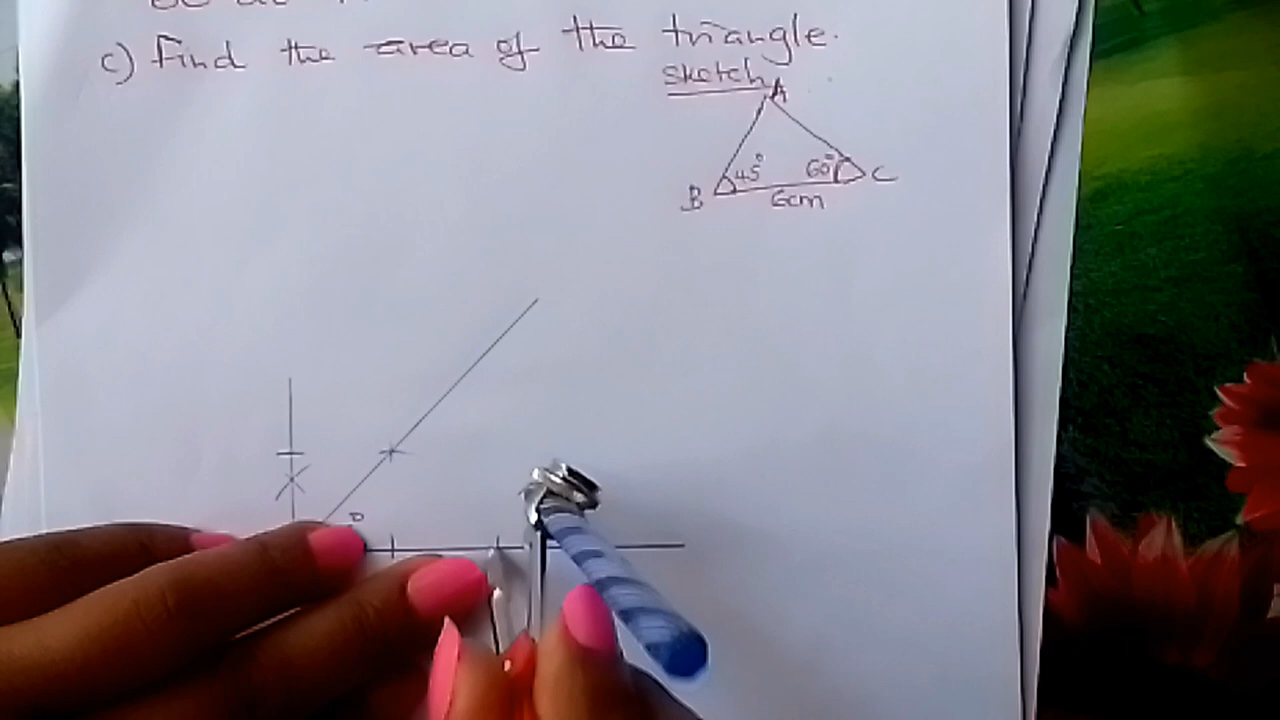 c) Find the area of the triangle.
sketch
A
45° 60°
B C
6cm